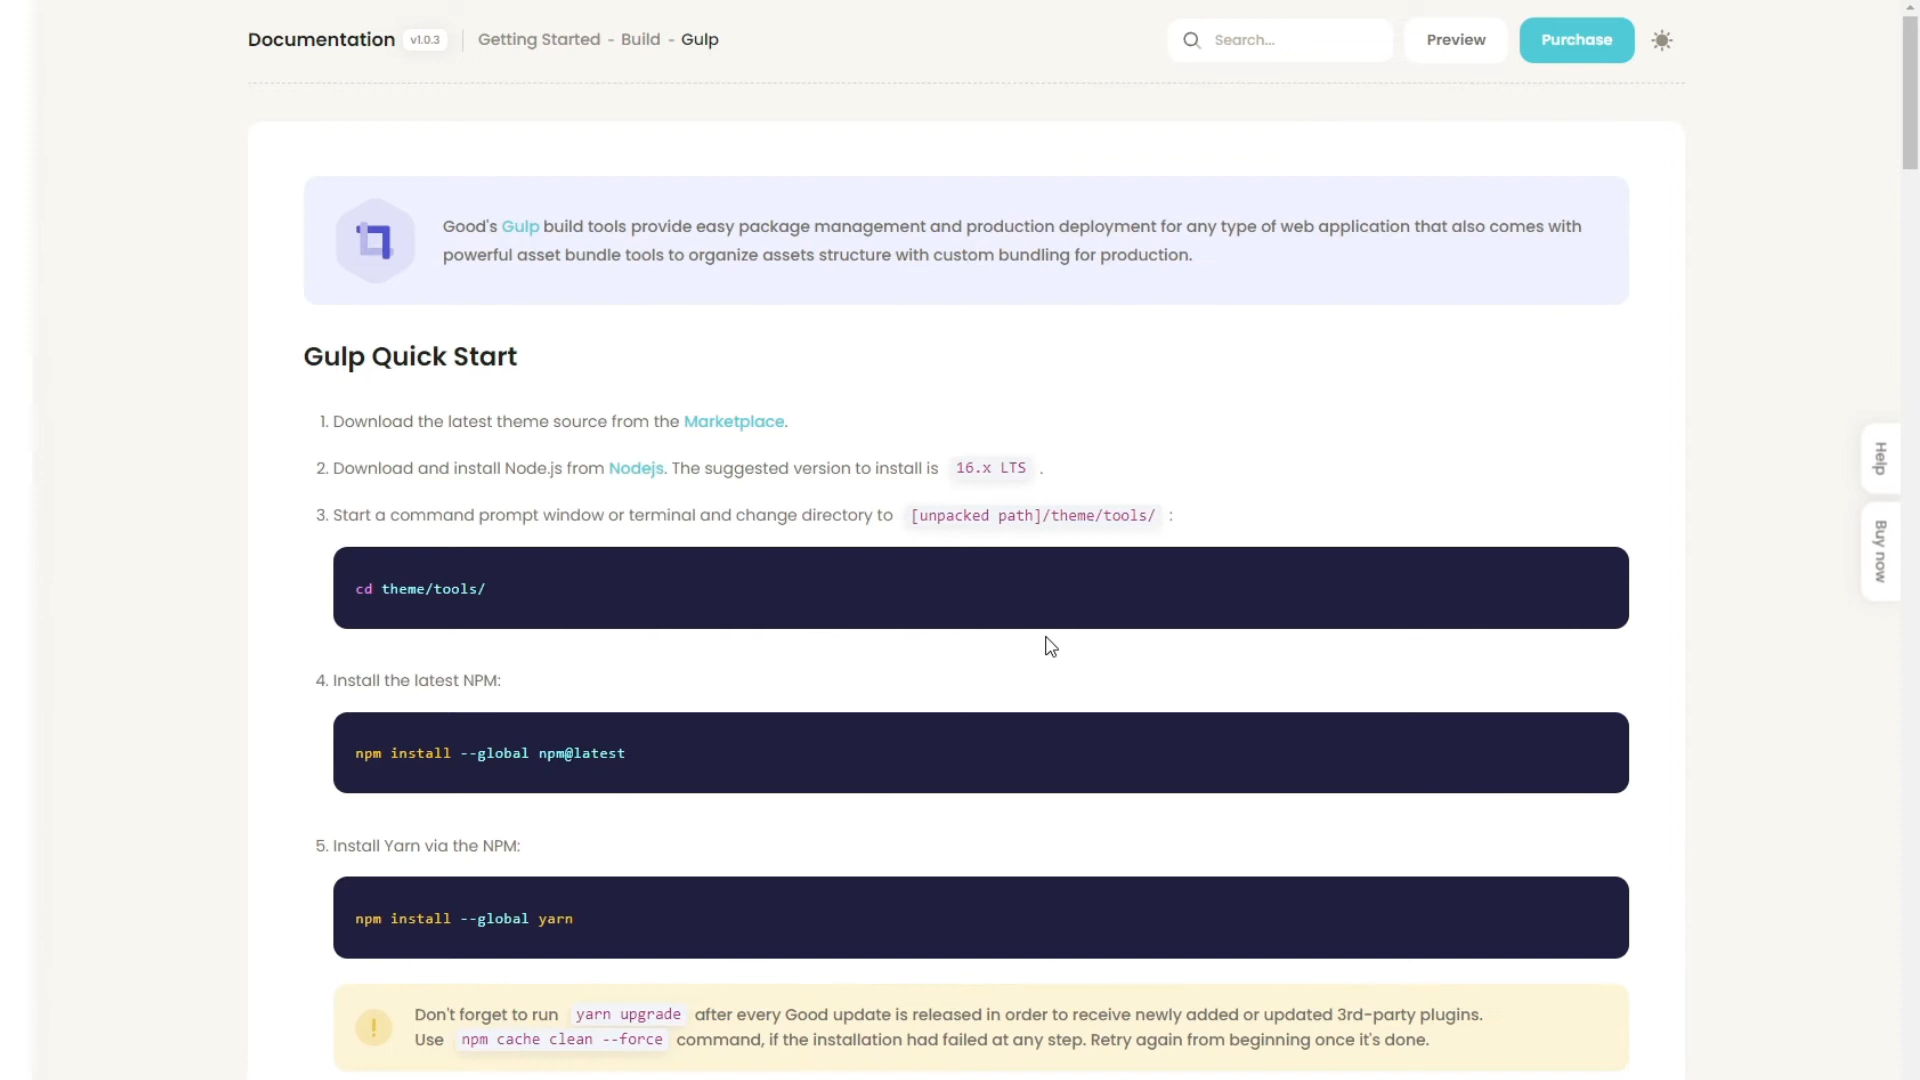 Documentation v1.0.3 Getting Started - Build - Gulp
Search...
Preview
Purchase
Good's Gulp build tools provide easy package management and production deployment for any type of web application that also comes with
powerful asset bundle tools to organize assets structure with custom bundling for production.
Gulp Quick Start
1. Download the latest theme source from the Marketplace.
2. Download and install Node.js from Nodejs. The suggested version to install is 16.x LTS .
3. Start a command prompt window or terminal and change directory to [unpacked path]/theme/tools/ :
cd theme/tools/
4. Install the latest NPM:
npm install --global npm@latest
5. Install Yarn via the NPM:
npm install --global yarn
Don't forget to run yarn upgrade after every Good update is released in order to receive newly added or updated 3rd-party plugins.
Use npm cache clean --force command, if the installation had failed at any step. Retry again from beginning once it's done.
Help
Buy now